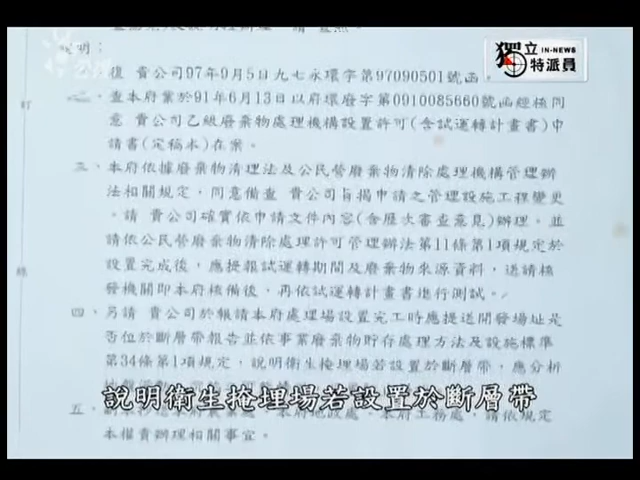 獨立
IN-NEWS
特派員
說明：
復 貴公司97年9月5日九七永環字第97090501號函。
二、查本府業於91年6月13日以府環廢字第0910085660號函經核同
意 貴公司乙級廢棄物處理機構設置許可(含試運轉計畫書)申
請書(定稿本)在案。
三、本府依據廢棄物清理法及公民營廢棄物清除處理機構管理辦
法相關規定，同意備查 貴公司旨揭申請之管理設施工程變更
。請 貴公司確實依申請文件內容(含歷次審查意見)辦理。並
請依公民營廢棄物清除處理許可管理辦法第11條第1項規定於
設置完成後，應提報試運轉期間及廢棄物來源資料，送請核
發機關即本府核備後，再依試運轉計畫書進行測試。
四、另請 貴公司於報請本府處理場設置完工時應提送開發場址是
否位於斷層帶報告並依事業廢棄物貯存處理方法及設施標準
第34條第1項規定，說明衛生掩埋場若設置於斷層帶，應分析
說明衛生掩埋場若設置於斷層帶
五、本府地政處、本府工務處，請依規定
本權責辦理相關事宜。
訂
線